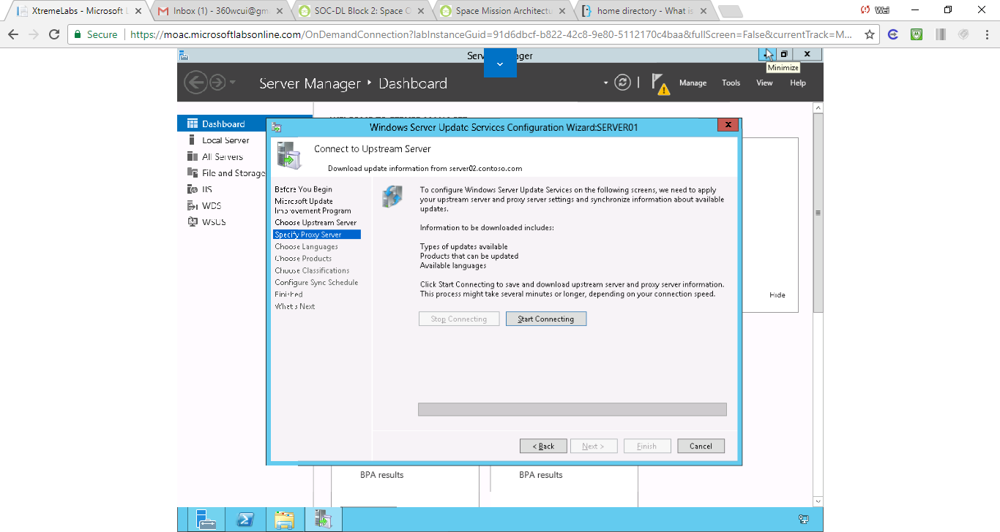 XtremeLabs - Microsoft L
Inbox (1) - 360wcui@gm
SOC-DL Block 2: Space O
Space Mission Architectu
home directory - What is
Wei
Secure
https://moac.microsoftlabsonline.com/OnDemandConnection?labInstanceGuid=91d6dbcf-b822-42c8-9e80-5112170c4baa&fullScreen=False&currentTrack=M...
Minimize
Server Manager • Dashboard
Manage
Tools
View
Help
Dashboard
Local Server
All Servers
File and Storage
IIS
WDS
WSUS
Windows Server Update Services Configuration Wizard:SERVER01
Connect to Upstream Server
Download update information from server02.contoso.com
Before You Begin
Microsoft Update
Improvement Program
Choose Upstream Server
Specify Proxy Server
Choose Languages
Choose Products
Choose Classifications
Configure Sync Schedule
Finished
What's Next
To configure Windows Server Update Services on the following screens, we need to apply
your upstream server and proxy server settings and synchronize information about available
updates.
Information to be downloaded includes:
Types of updates available
Products that can be updated
Available languages
Click Start Connecting to save and download upstream server and proxy server information.
This process might take several minutes or longer, depending on your connection speed.
Stop Connecting
Start Connecting
Hide
< Back
Next >
Finish
Cancel
BPA results
BPA results